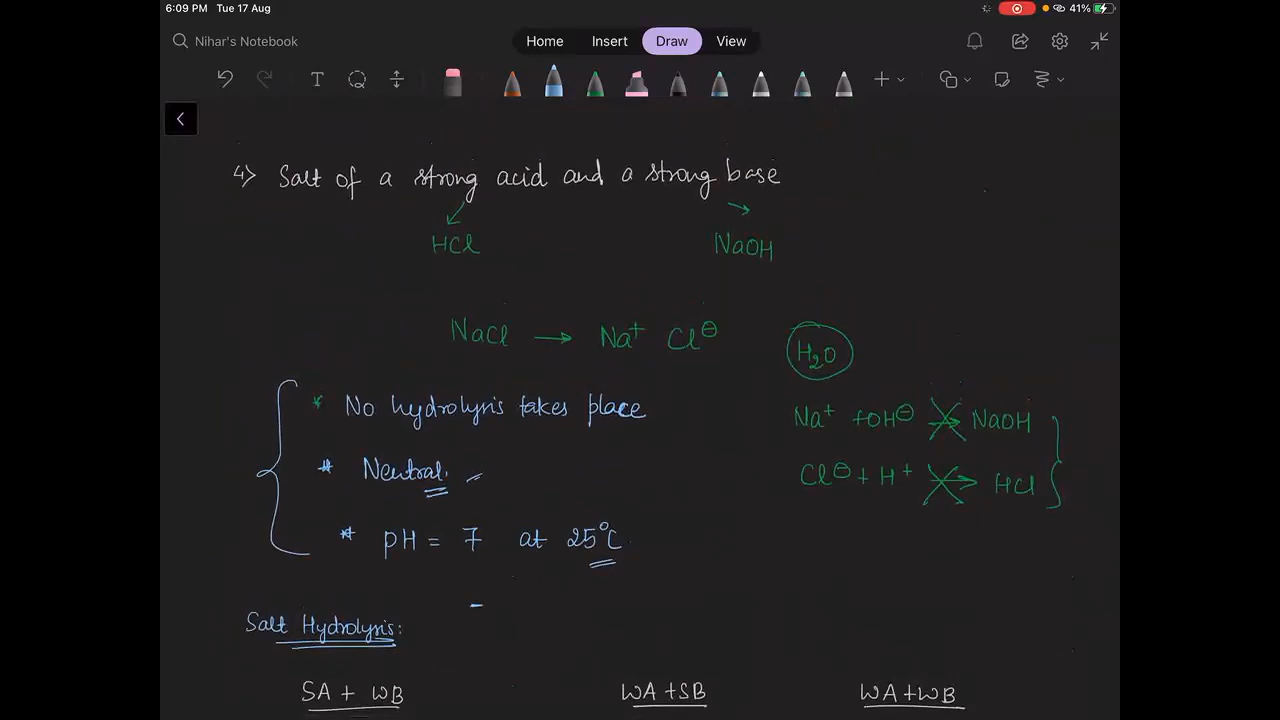 6:09 PM Tue 17 Aug 41%
Nihar's Notebook Home Insert Draw View
4) Salt of a strong acid and a strong base
HCl NaOH
NaCl → Na⁺ Cl⊖ H₂O
* No hydrolysis takes place
Na⁺ + OH⊖ → NaOH
* Neutral.
Cl⊖ + H⁺ → HCl
* pH = 7 at 25°C
Salt Hydrolysis:
SA + WB WA + SB WA + WB